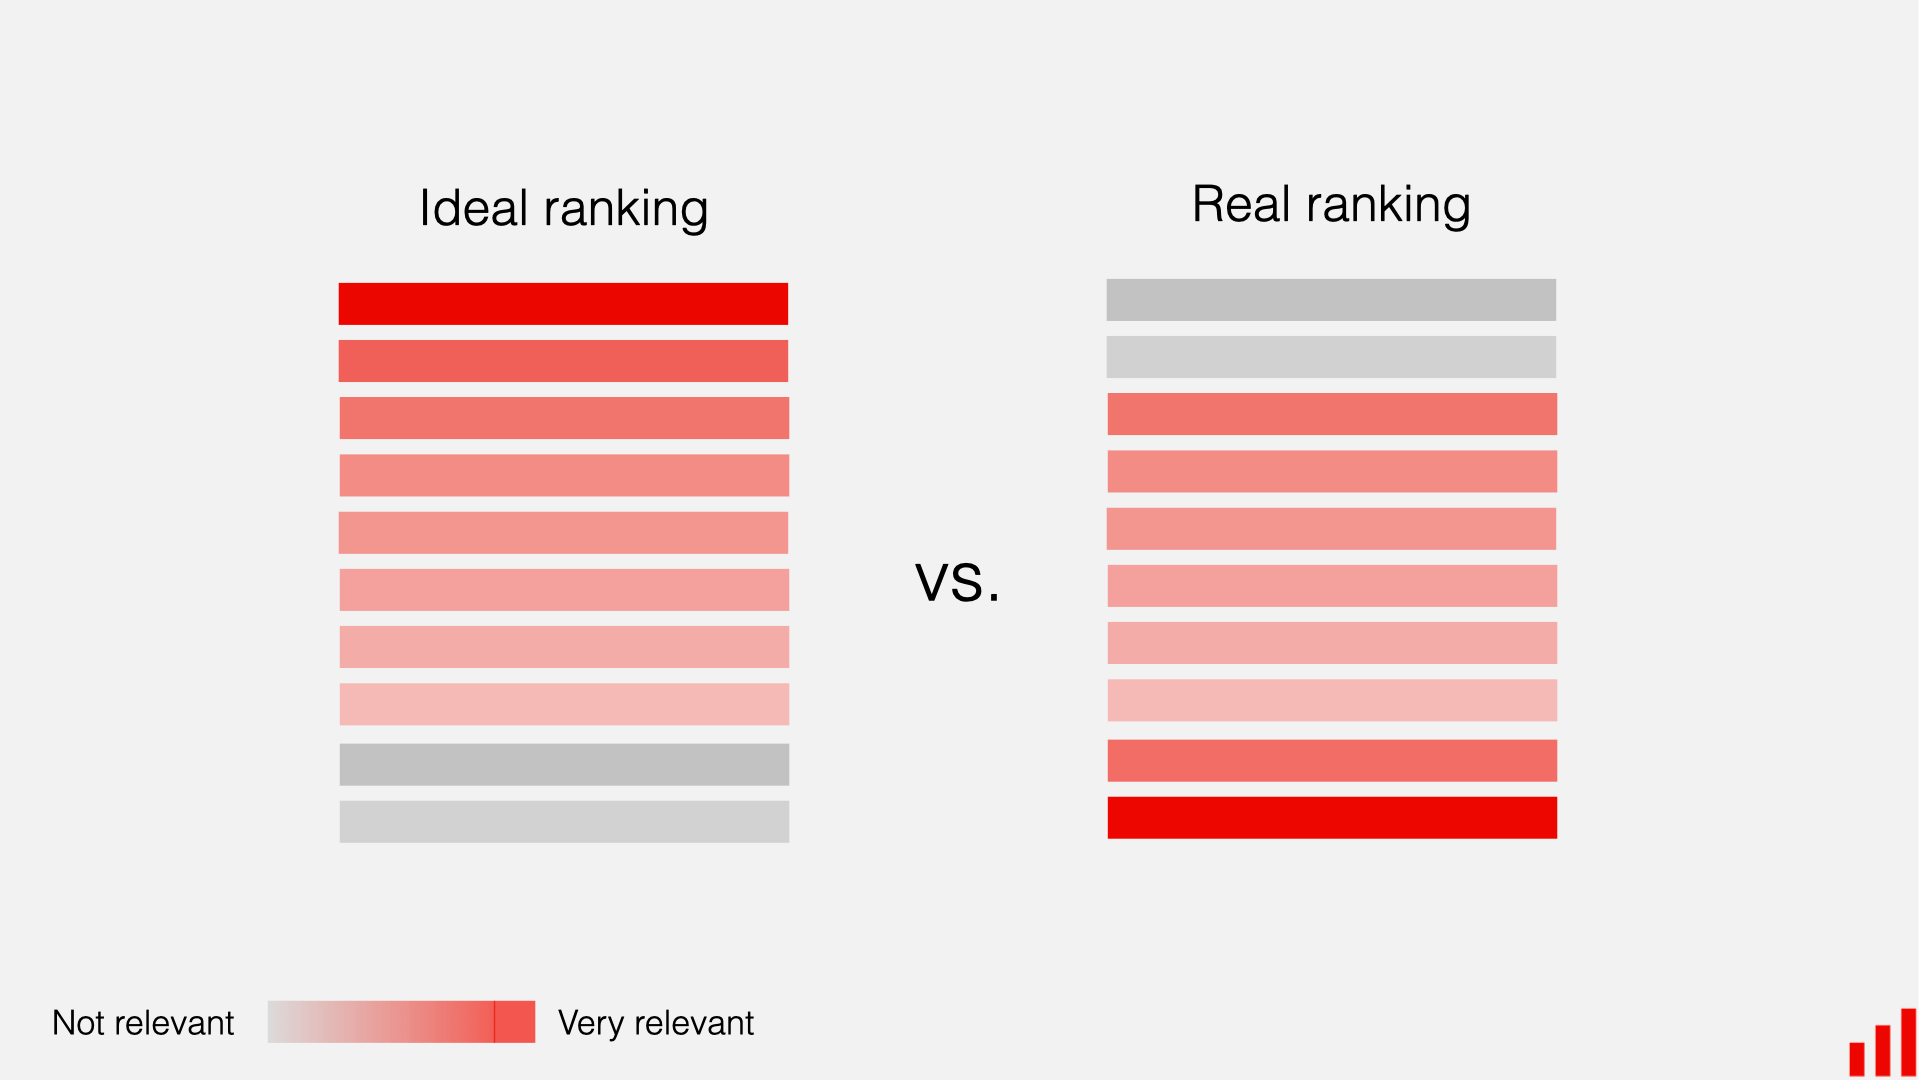 Ideal ranking
Real ranking
vs.
Not relevant
Very relevant